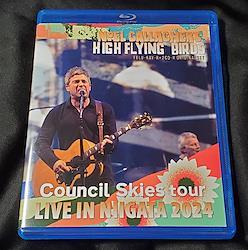 NOEL GALLAGHER'S
HIGH FLYING BIRDS
Council Skies tour
LIVE IN NIIGATA 2024